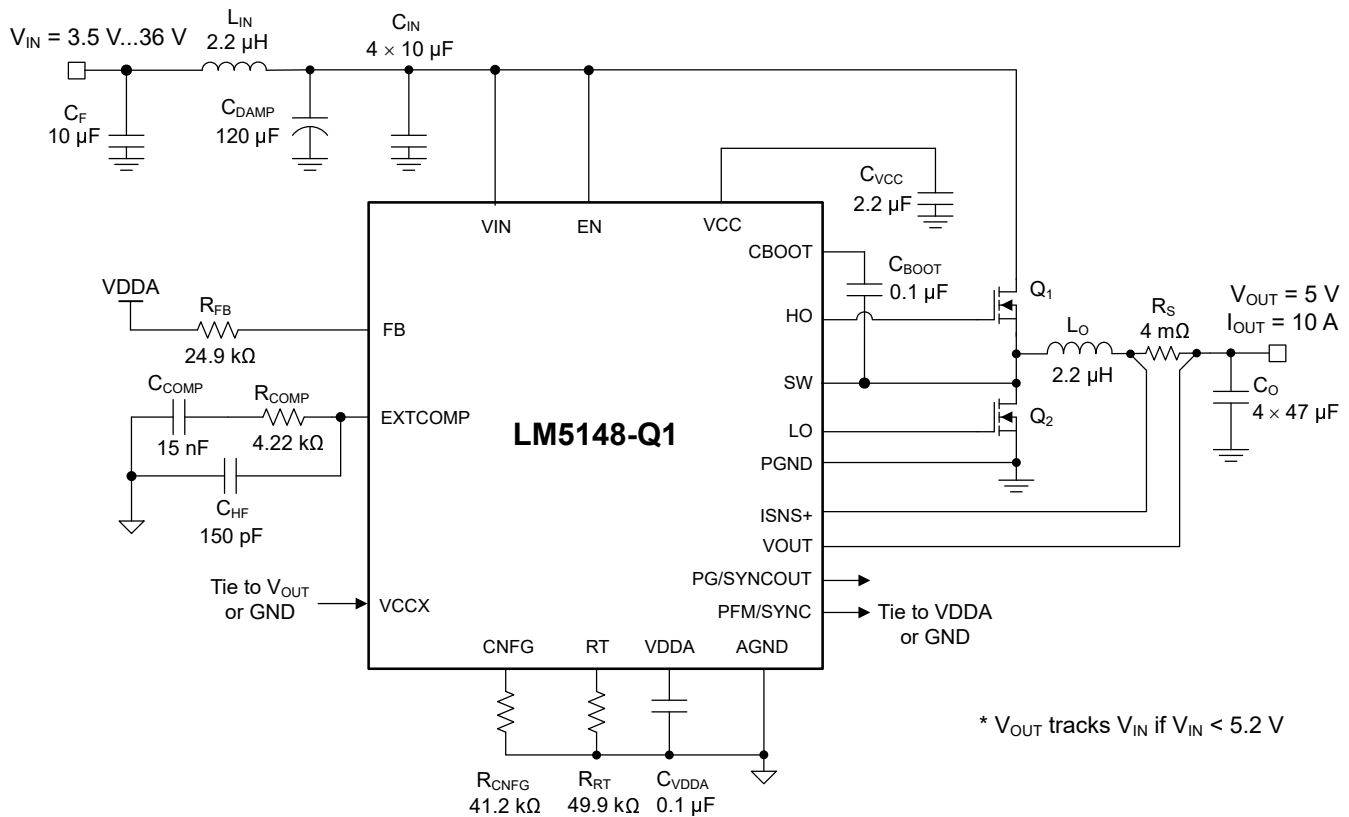 V_IN = 3.5 V...36 V
L_IN
2.2 µH
C_IN
4 × 10 µF
C_F
10 µF
C_DAMP
120 µF
C_VCC
2.2 µF
VIN
EN
VCC
CBOOT
C_BOOT
0.1 µF
VDDA
R_FB
24.9 kΩ
FB
HO
Q_1
R_S
4 mΩ
V_OUT = 5 V
I_OUT = 10 A
L_O
2.2 µH
SW
C_O
4 × 47 µF
C_COMP
15 nF
R_COMP
4.22 kΩ
EXTCOMP
LM5148-Q1
LO
Q_2
PGND
C_HF
150 pF
ISNS+
VOUT
PG/SYNCOUT
Tie to V_OUT
or GND
VCCX
PFM/SYNC
Tie to VDDA
or GND
CNFG
RT
VDDA
AGND
* V_OUT tracks V_IN if V_IN < 5.2 V
R_CNFG
41.2 kΩ
R_RT
49.9 kΩ
C_VDDA
0.1 µF